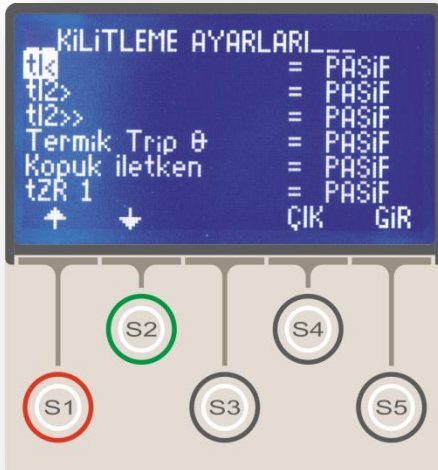 KİLİTLEME AYARLARI___
tI< = PASİF
tI2> = PASİF
tI2>> = PASİF
Termik Trip θ = PASİF
Kopuk iletken = PASİF
tZR 1 = PASİF
↑ ↓ ÇIK GİR
S2 S4
S1 S3 S5